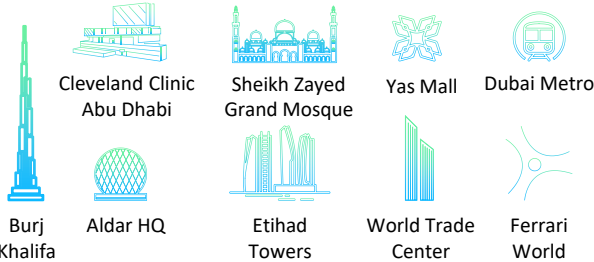 Cleveland Clinic
Abu Dhabi
Sheikh Zayed
Grand Mosque
Yas Mall
Dubai Metro
Burj
Khalifa
Aldar HQ
Etihad
Towers
World Trade
Center
Ferrari
World